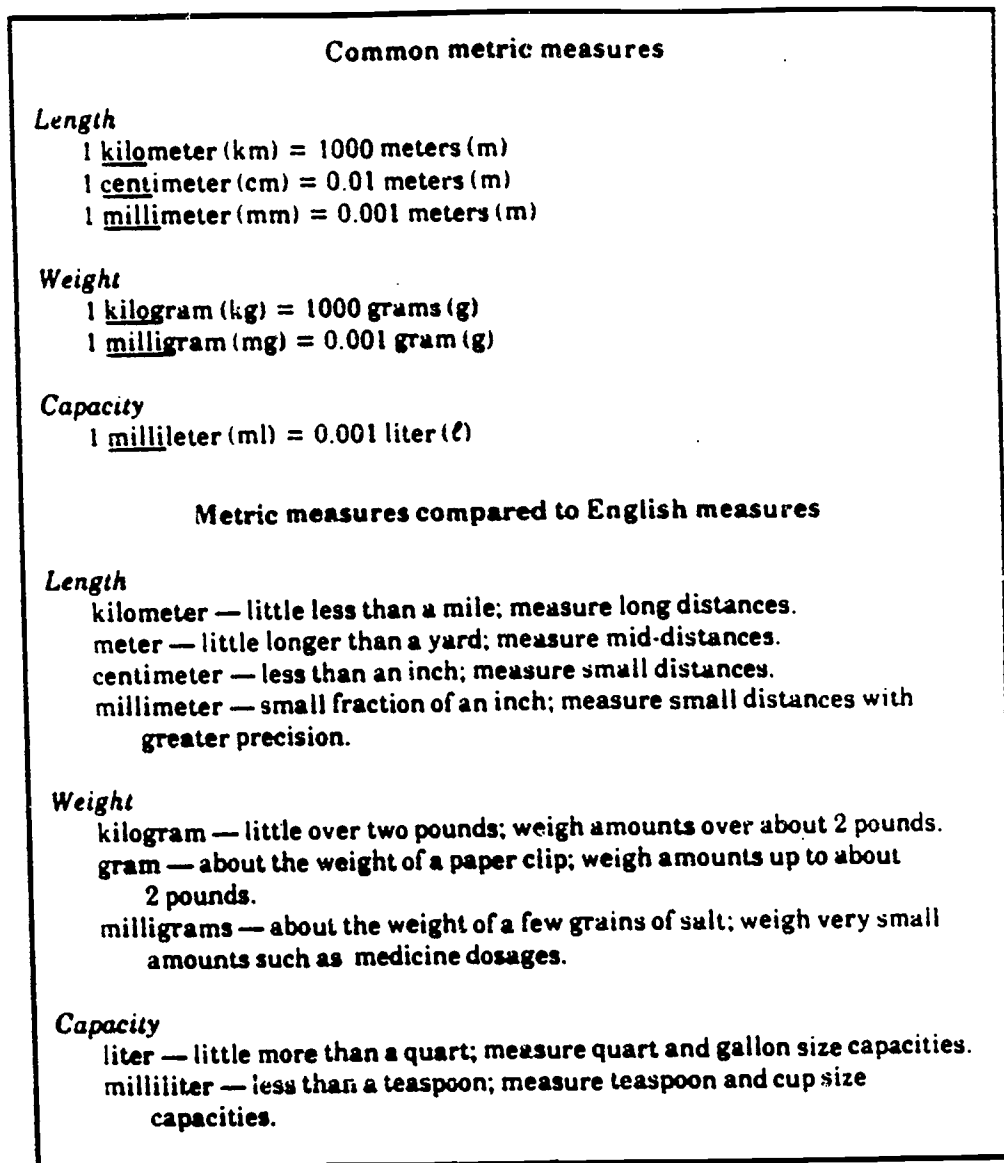 Common metric measures
Length
1 kilometer (km) = 1000 meters (m)
1 centimeter (cm) = 0.01 meters (m)
1 millimeter (mm) = 0.001 meters (m)
Weight
1 kilogram (kg) = 1000 grams (g)
1 milligram (mg) = 0.001 gram (g)
Capacity
1 millileter (ml) = 0.001 liter (ℓ)
Metric measures compared to English measures
Length
kilometer — little less than a mile; measure long distances.
meter — little longer than a yard; measure mid-distances.
centimeter — less than an inch; measure small distances.
millimeter — small fraction of an inch; measure small distances with
greater precision.
Weight
kilogram — little over two pounds; weigh amounts over about 2 pounds.
gram — about the weight of a paper clip; weigh amounts up to about
2 pounds.
milligrams — about the weight of a few grains of salt; weigh very small
amounts such as medicine dosages.
Capacity
liter — little more than a quart; measure quart and gallon size capacities.
milliliter — less than a teaspoon; measure teaspoon and cup size
capacities.